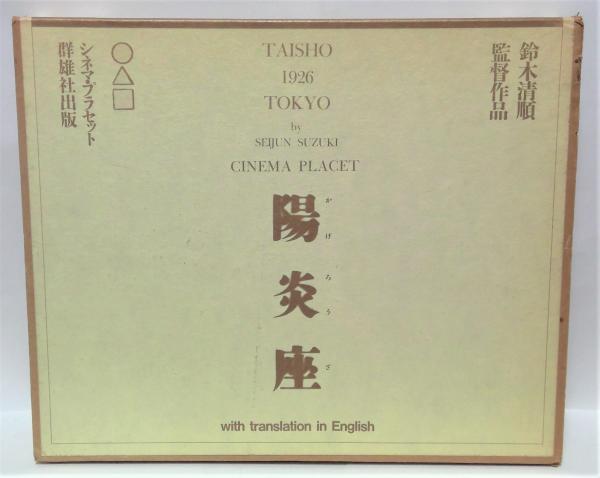 鈴木清順
監督作品
TAISHO
1926
TOKYO
by
SEIJUN SUZUKI
CINEMA PLACET
陽炎座
かげろうざ
with translation in English
○△□
シネマ・プラセット
群雄社出版